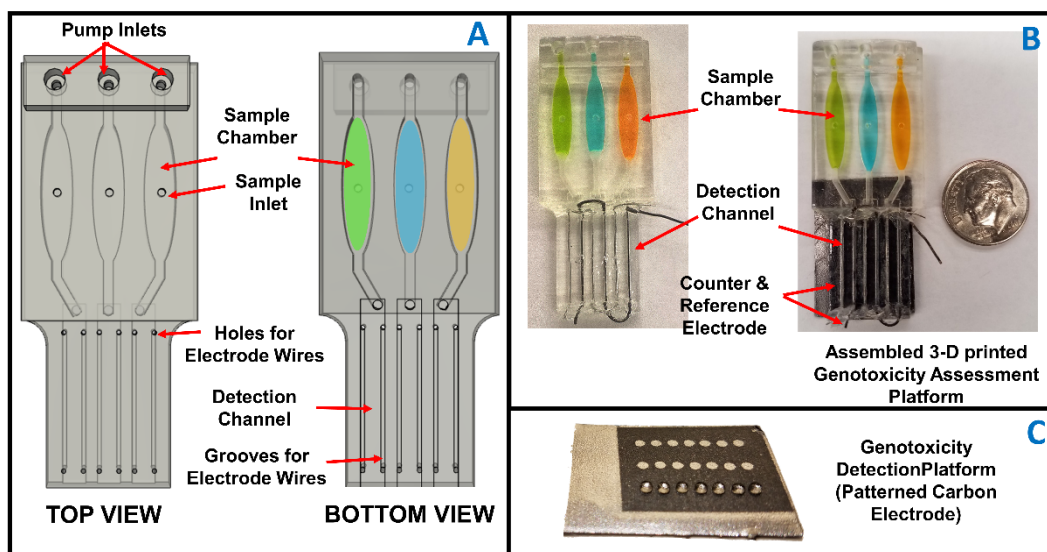 A
Pump Inlets
Sample
Chamber
Sample
Inlet
Holes for
Electrode Wires
Detection
Channel
Grooves for
Electrode Wires
TOP VIEW
BOTTOM VIEW
B
Sample
Chamber
Detection
Channel
Counter &
Reference
Electrode
Assembled 3-D printed
Genotoxicity Assessment
Platform
C
Genotoxicity
DetectionPlatform
(Patterned Carbon
Electrode)